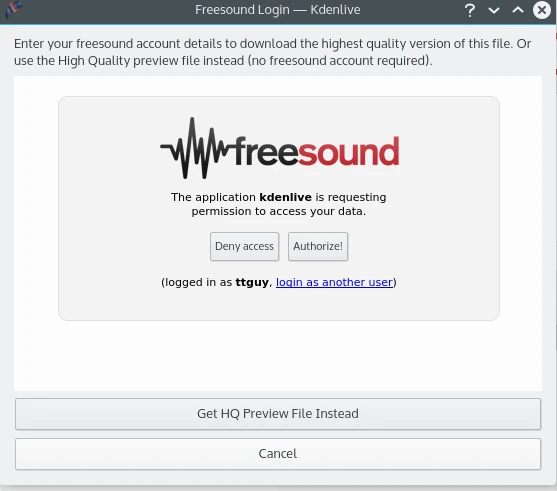 Freesound Login — Kdenlive
Enter your freesound account details to download the highest quality version of this file. Or
use the High Quality preview file instead (no freesound account required).
freesound
The application kdenlive is requesting
permission to access your data.
Deny access Authorize!
(logged in as ttguy, login as another user)
Get HQ Preview File Instead
Cancel